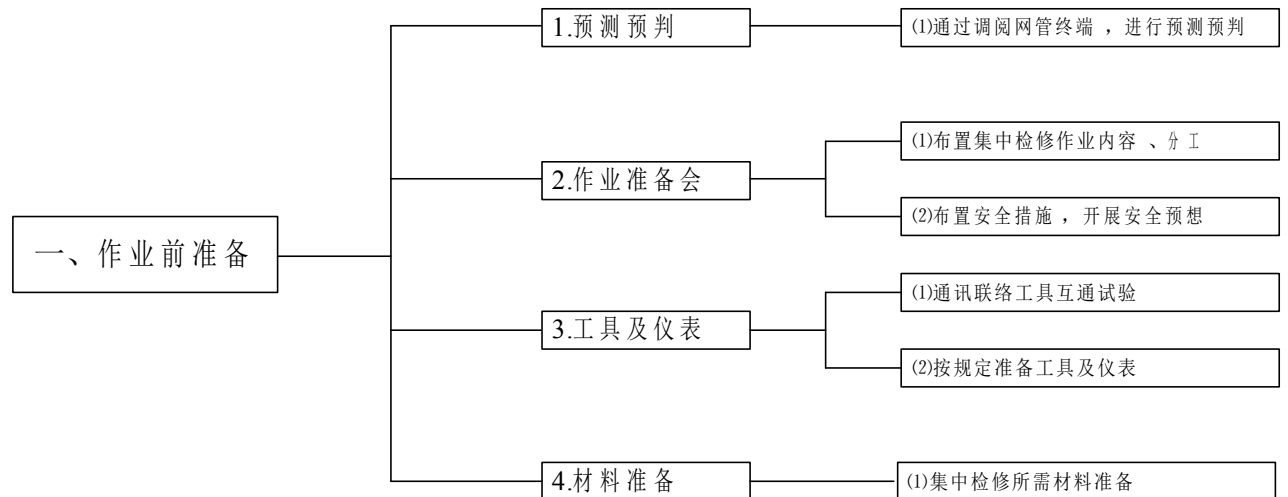 一、作业前准备
1.预测预判
⑴通过调阅网管终端，进行预测预判
2.作业准备会
⑴布置集中检修作业内容、分工
⑵布置安全措施，开展安全预想
3.工具及仪表
⑴通讯联络工具互通试验
⑵按规定准备工具及仪表
4.材料准备
⑴集中检修所需材料准备